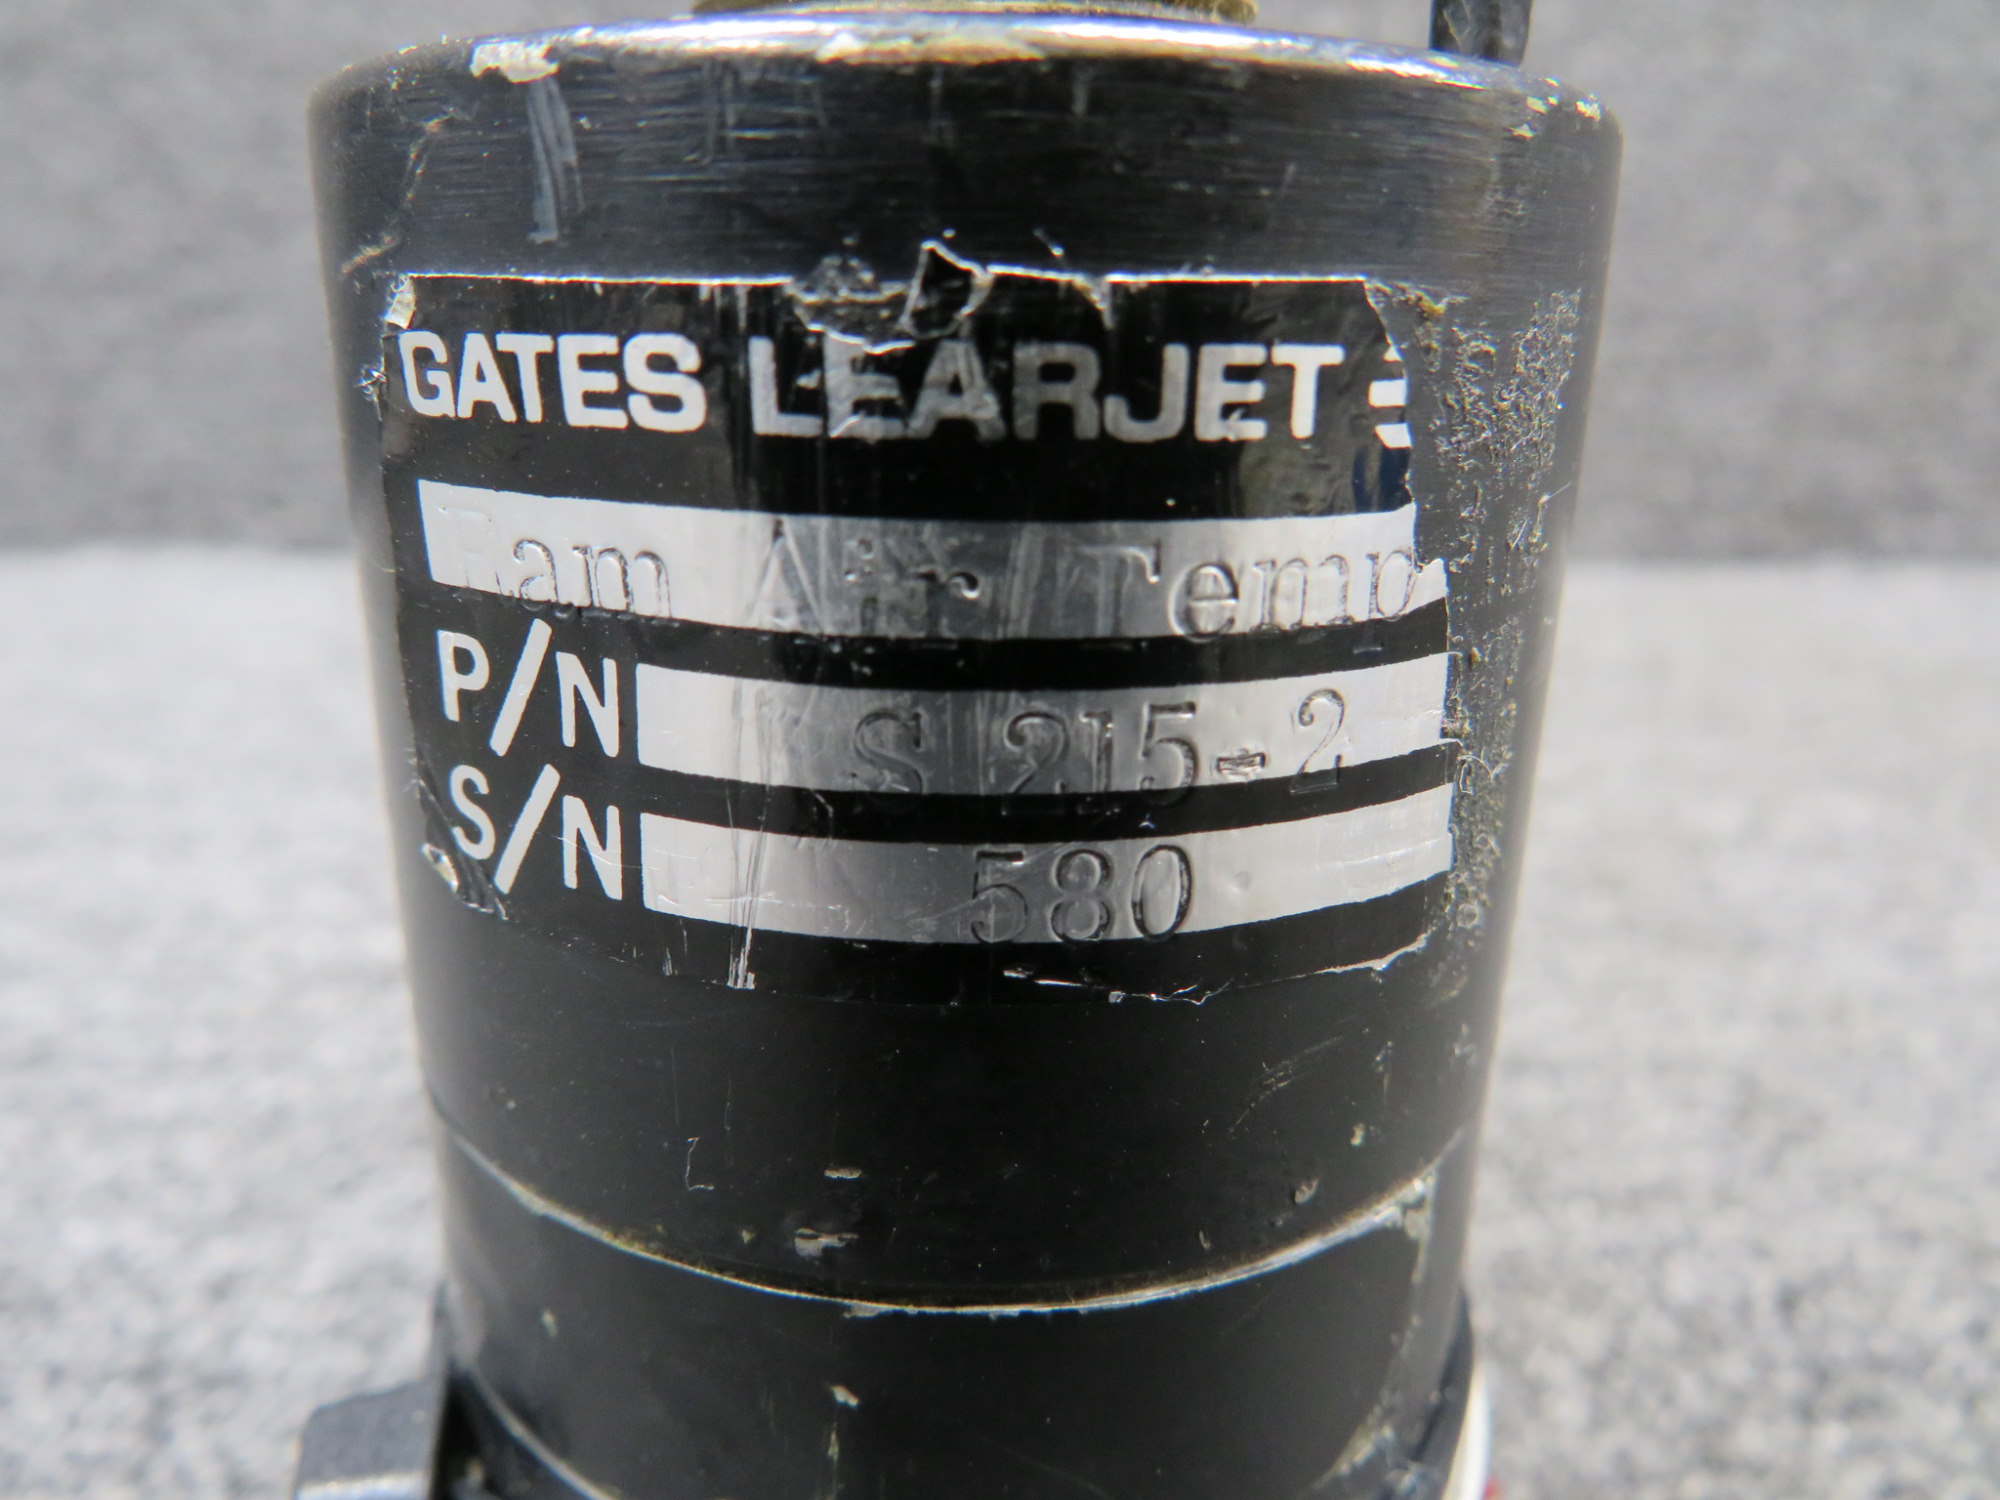 GATES LEARJET
Ram Air Temp
P/N S 215-2
S/N 580